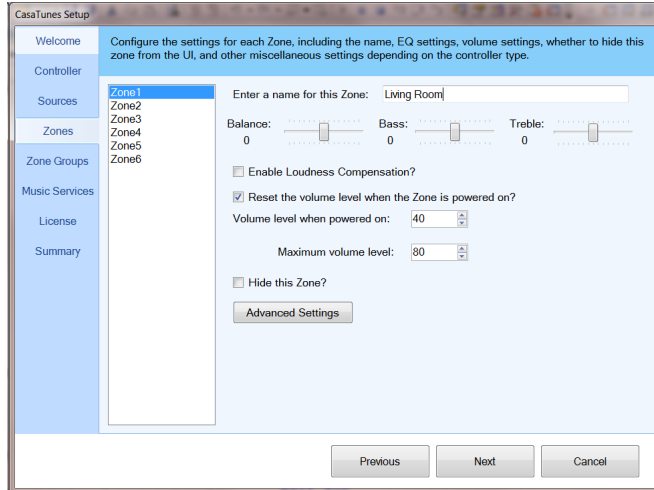 CasaTunes Setup
Welcome
Controller
Sources
Zones
Zone Groups
Music Services
License
Summary
Configure the settings for each Zone, including the name, EQ settings, volume settings, whether to hide this
zone from the UI, and other miscellaneous settings depending on the controller type.
Zone1
Zone2
Zone3
Zone4
Zone5
Zone6
Enter a name for this Zone: Living Room
Balance: Bass: Treble:
0 0 0
Enable Loudness Compensation?
Reset the volume level when the Zone is powered on?
Volume level when powered on: 40
Maximum volume level: 80
Hide this Zone?
Advanced Settings
Previous Next Cancel